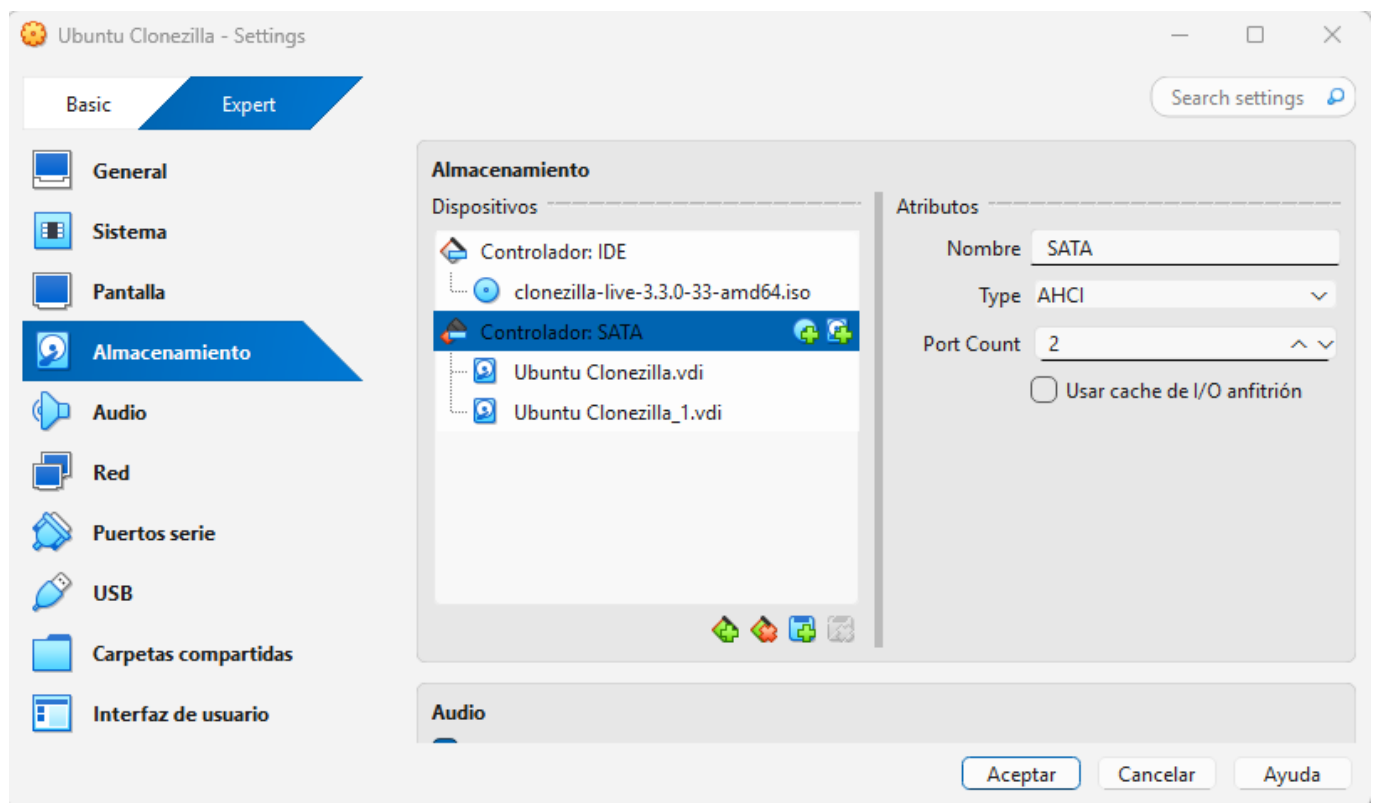 Ubuntu Clonezilla - Settings
Basic
Expert
Search settings
General
Sistema
Pantalla
Almacenamiento
Audio
Red
Puertos serie
USB
Carpetas compartidas
Interfaz de usuario
Almacenamiento
Dispositivos
Controlador: IDE
clonezilla-live-3.3.0-33-amd64.iso
Controlador: SATA
Ubuntu Clonezilla.vdi
Ubuntu Clonezilla_1.vdi
Atributos
Nombre SATA
Type AHCI
Port Count 2
Usar cache de I/O anfitrión
Audio
Aceptar
Cancelar
Ayuda